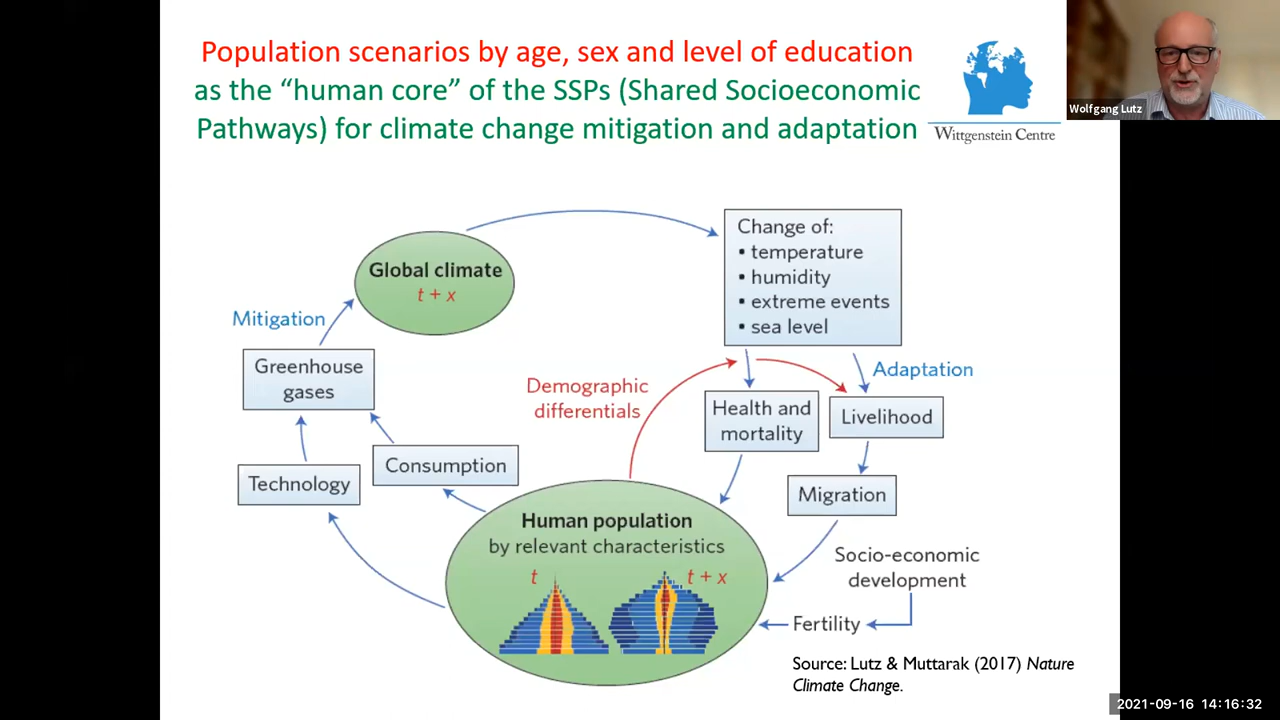 Population scenarios by age, sex and level of education
as the “human core” of the SSPs (Shared Socioeconomic
Pathways) for climate change mitigation and adaptation
Wittgenstein Centre
Wolfgang Lutz
Global climate
t + x
Change of:
• temperature
• humidity
• extreme events
• sea level
Mitigation
Greenhouse
gases
Demographic
differentials
Adaptation
Health and
mortality
Livelihood
Technology
Consumption
Migration
Human population
by relevant characteristics
t
t + x
Socio-economic
development
Fertility
Source: Lutz & Muttarak (2017) Nature
Climate Change.
2021-09-16 14:16:32